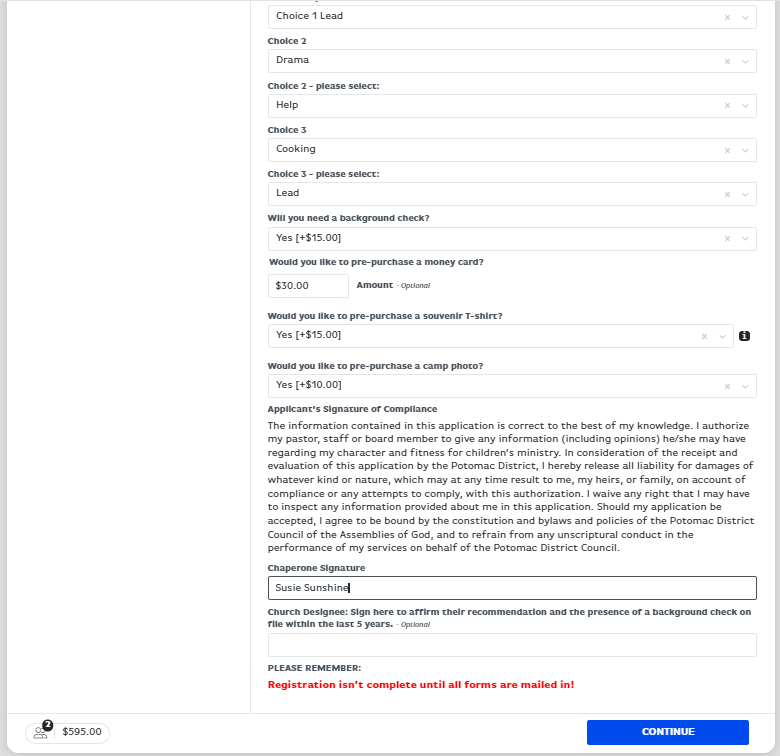 Choice 1 Lead
Choice 2
Drama
Choice 2 - please select:
Help
Choice 3
Cooking
Choice 3 - please select:
Lead
Will you need a background check?
Yes [+$15.00]
Would you like to pre-purchase a money card?
$30.00 Amount - Optional
Would you like to pre-purchase a souvenir T-shirt?
Yes [+$15.00]
Would you like to pre-purchase a camp photo?
Yes [+$10.00]
Applicant's Signature of Compliance
The information contained in this application is correct to the best of my knowledge. I authorize
my pastor, staff or board member to give any information (including opinions) he/she may have
regarding my character and fitness for children's ministry. In consideration of the receipt and
evaluation of this application by the Potomac District, I hereby release all liability for damages of
whatever kind or nature, which may at any time result to me, my heirs, or family, on account of
compliance or any attempts to comply, with this authorization. I waive any right that I may have
to inspect any information provided about me in this application. Should my application be
accepted, I agree to be bound by the constitution and bylaws and policies of the Potomac District
Council of the Assemblies of God, and to refrain from any unscriptural conduct in the
performance of my services on behalf of the Potomac District Council.
Chaperone Signature
Susie Sunshine
Church Designee: Sign here to affirm their recommendation and the presence of a background check on
file within the last 5 years. - Optional
PLEASE REMEMBER:
Registration isn't complete until all forms are mailed in!
2 $595.00 CONTINUE